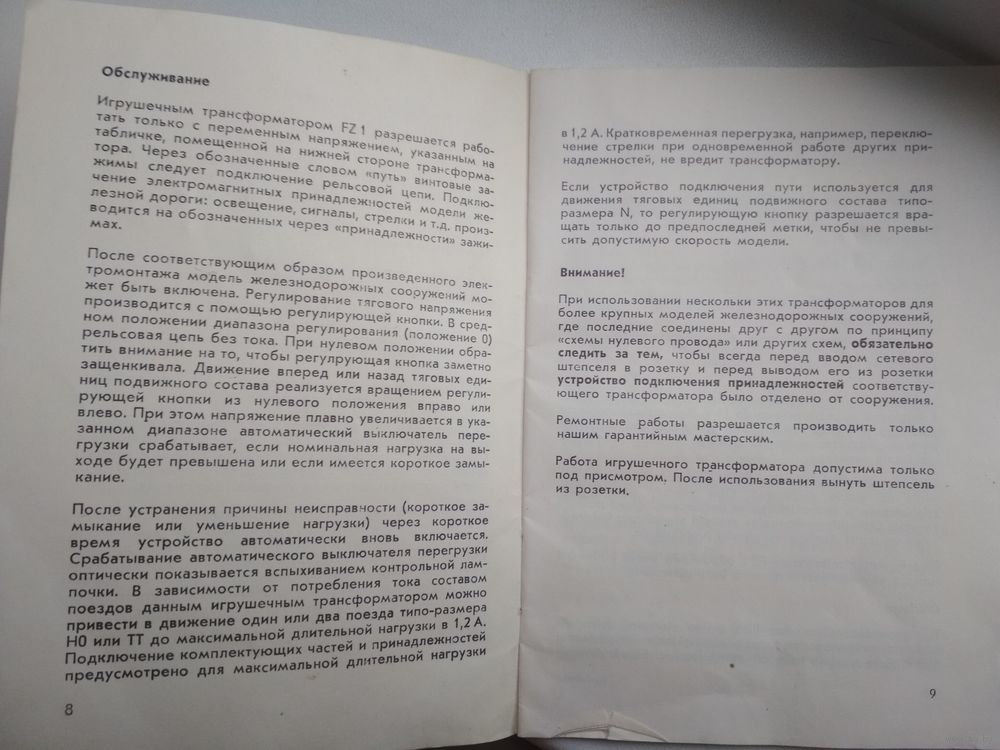 Обслуживание
Игрушечным трансформатором FZ 1 разрешается рабо-
тать только с переменным напряжением, указанным на
табличке, помещенной на нижней стороне трансформа-
тора. Через обозначенные словом «путь» винтовые за-
жимы следует подключение рельсовой цепи. Подклю-
чение электромагнитных принадлежностей модели же-
лезной дороги: освещение, сигналы, стрелки и т.д. произ-
водится на обозначенных через «принадлежности» зажи-
мах.
После соответствующим образом произведенного элек-
тромонтажа модель железнодорожных сооружений мо-
жет быть включена. Регулирование тягового напряжения
производится с помощью регулирующей кнопки. В сред-
ном положении диапазона регулирования (положение 0)
рельсовая цепь без тока. При нулевом положении обра-
тить внимание на то, чтобы регулрующая кнопка заметно
защенкивала. Движение вперед или назад тяговых еди-
ниц подвижного состава реализуется вращением регули-
рующей кнопки из нулевого положения вправо или
влево. При этом напряжение плавно увеличивается в ука-
занном диапазоне автоматический выключатель пере-
грузки срабатывает, если номинальная нагрузка на вы-
ходе будет превышена или если имеется короткое замы-
кание.
После устранения причины неисправности (короткое за-
мыкание или уменьшение нагрузки) через короткое
время устройство автоматически вновь включается.
Срабатывание автоматического выключателя перегрузки
оптически показывается вспыхиванием контрольной лам-
почки. В зависимости от потребления тока составом
поездов данным игрушечным трансформатором можно
привести в движение один или два поезда типо-размера
H0 или TT до максимальной длительной нагрузки в 1,2 А.
Подключение комплектующих частей и принадлежностей
предусмотрено для максимальной длительной нагрузки
8
в 1,2 А. Кратковременная перегрузка, например, переклю-
чение стрелки при одновременной работе других при-
надлежностей, не вредит трансформатору.
Если устройство подключения пути используется для
движения тяговых единиц подвижного состава типо-
размера N, то регулирующую кнопку разрешается вра-
щать только до предпоследней метки, чтобы не превы-
сить допустимую скорость модели.
Внимание!
При использовании нескольки этих трансформаторов для
более крупных моделей железнодорожных сооружений,
где последние соединены друг с другом по принципу
«схемы нулевого провода» или других схем, обязательно
следить за тем, чтобы всегда перед вводом сетевого
штепселя в розетку и перед выводом его из розетки
устройство подключения принадлежностей соответству-
ющего трансформатора было отделено от сооружения.
Ремонтные работы разрешается производить только
нашим гарантийным мастерским.
Работа игрушечного трансформатора допустима только
под присмотром. После использования вынуть штепсель
из розетки.
9